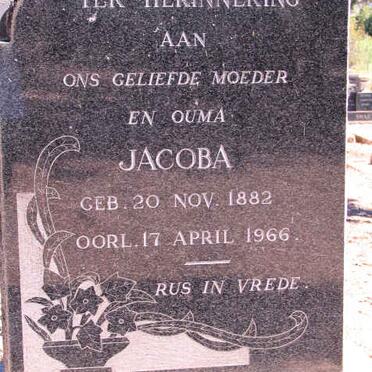 TER HERINNERING
AAN
ONS GELIEFDE MOEDER
EN OUMA
JACOBA
GEB. 20 NOV. 1882
OORL. 17 APRIL 1966.
RUS IN VREDE.